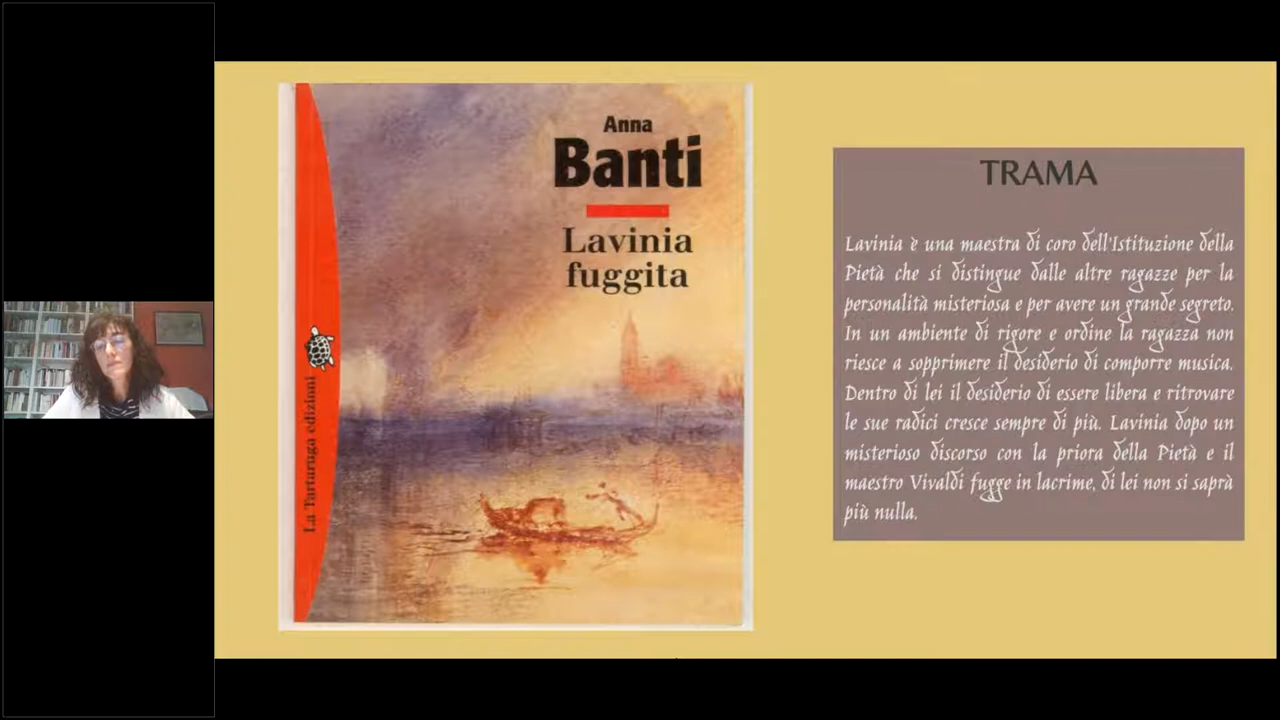 Anna
Banti
Lavinia
fuggita
La Tartaruga edizioni
TRAMA
Lavinia è una maestra di coro dell'Istituzione della
Pietà che si distingue dalle altre ragazze per la
personalità misteriosa e per avere un grande segreto.
In un ambiente di rigore e ordine la ragazza non
riesce a sopprimere il desiderio di comporre musica.
Dentro di lei il desiderio di essere libera e ritrovare
le sue radici cresce sempre di più. Lavinia dopo un
misterioso discorso con la priora della Pietà e il
maestro Vivaldi fugge in lacrime, di lei non si saprà
più nulla.